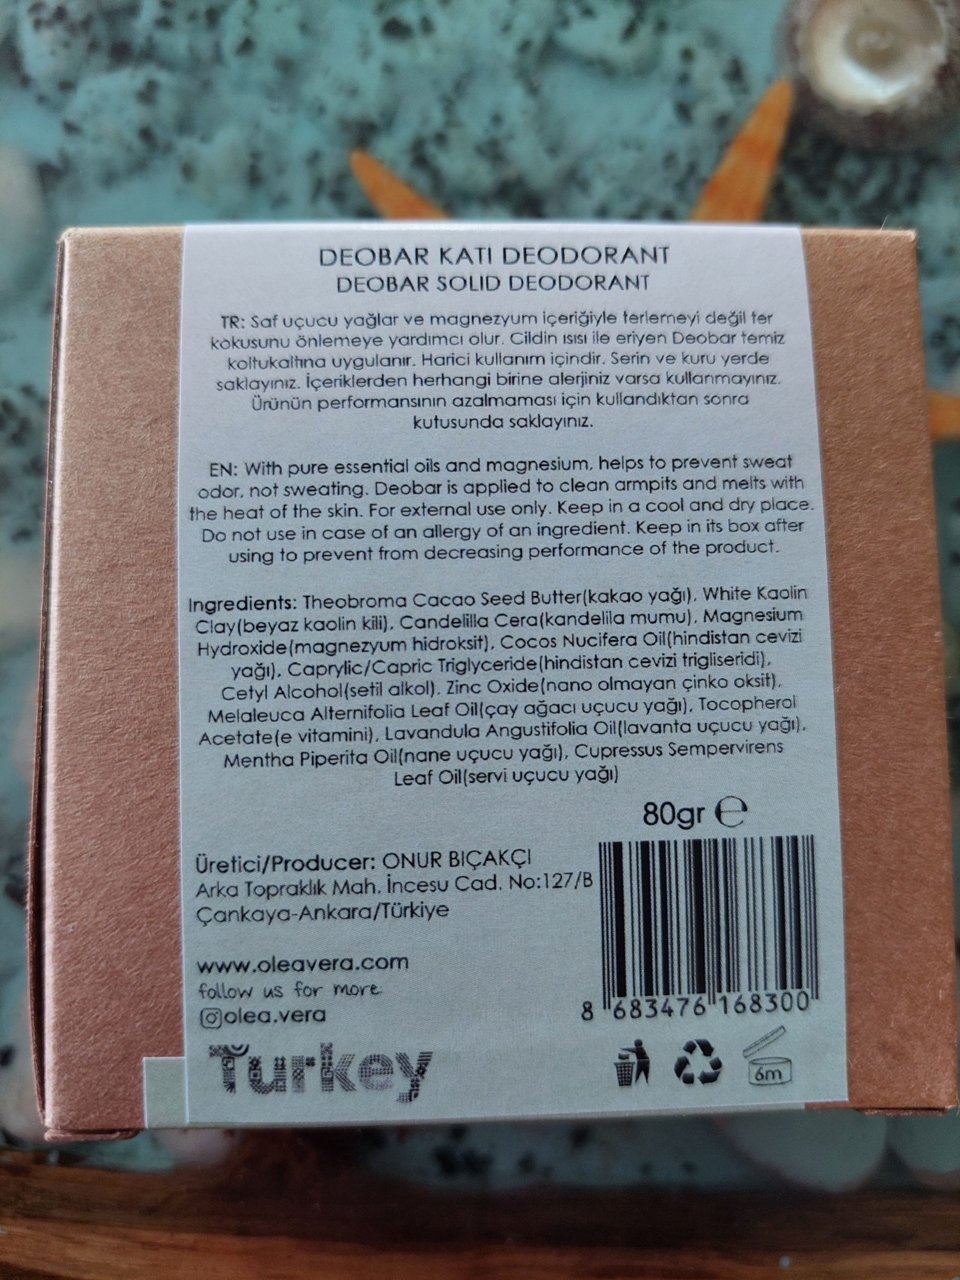 DEOBAR KATI DEODORANT
DEOBAR SOLID DEODORANT
TR: Saf uçucu yağlar ve magnezyum içeriğiyle terlemeyi değil ter
kokusunu önlemeye yardımcı olur. Cildin ısısı ile eriyen Deobar temiz
koltukaltına uygulanır. Harici kullanım içindir. Serin ve kuru yerde
saklayınız. İçeriklerden herhangi birine alerjiniz varsa kullanmayınız.
Ürünün performansının azalmaması için kullandıktan sonra
kutusunda saklayınız.
EN: With pure essential oils and magnesium, helps to prevent sweat
odor, not sweating. Deobar is applied to clean armpits and melts with
the heat of the skin. For external use only. Keep in a cool and dry place.
Do not use in case of an allergy of an ingredient. Keep in its box after
using to prevent from decreasing performance of the product.
Ingredients: Theobroma Cacao Seed Butter(kakao yağı), White Kaolin
Clay(beyaz kaolin kili), Candelilla Cera(kandelila mumu), Magnesium
Hydroxide(magnezyum hidroksit), Cocos Nucifera Oil(hindistan cevizi
yağı), Caprylic/Capric Triglyceride(hindistan cevizi trigliseridi),
Cetyl Alcohol(setil alkol), Zinc Oxide(nano olmayan çinko oksit),
Melaleuca Alternifolia Leaf Oil(çay ağacı uçucu yağı), Tocopherol
Acetate(e vitamini), Lavandula Angustifolia Oil(lavanta uçucu yağı),
Mentha Piperita Oil(nane uçucu yağı), Cupressus Sempervirens
Leaf Oil(servi uçucu yağı)
80gr ℮
Üretici/Producer: ONUR BIÇAKÇI
Arka Topraklık Mah. İncesu Cad. No:127/B
Çankaya-Ankara/Türkiye
www.oleavera.com
follow us for more
olea.vera
8 683476 168300
Turkey
6m